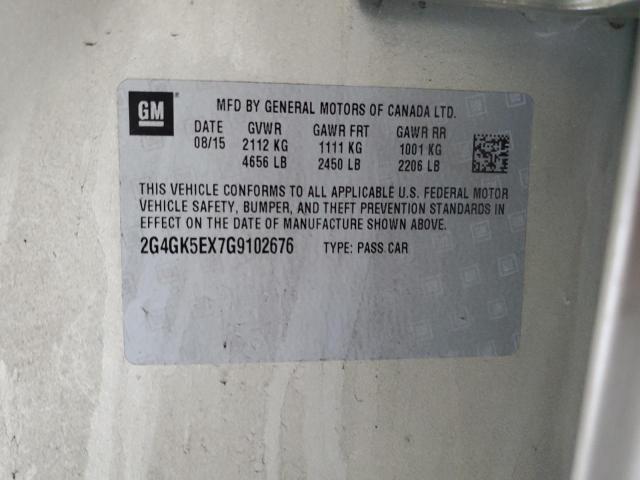 GM
MFD BY GENERAL MOTORS OF CANADA LTD.
DATE GVWR GAWR FRT GAWR RR
08/15 2112 KG 1111 KG 1001 KG
4656 LB 2450 LB 2206 LB
THIS VEHICLE CONFORMS TO ALL APPLICABLE U.S. FEDERAL MOTOR
VEHICLE SAFETY, BUMPER, AND THEFT PREVENTION STANDARDS IN
EFFECT ON THE DATE OF MANUFACTURE SHOWN ABOVE.
2G4GK5EX7G9102676 TYPE: PASS.CAR